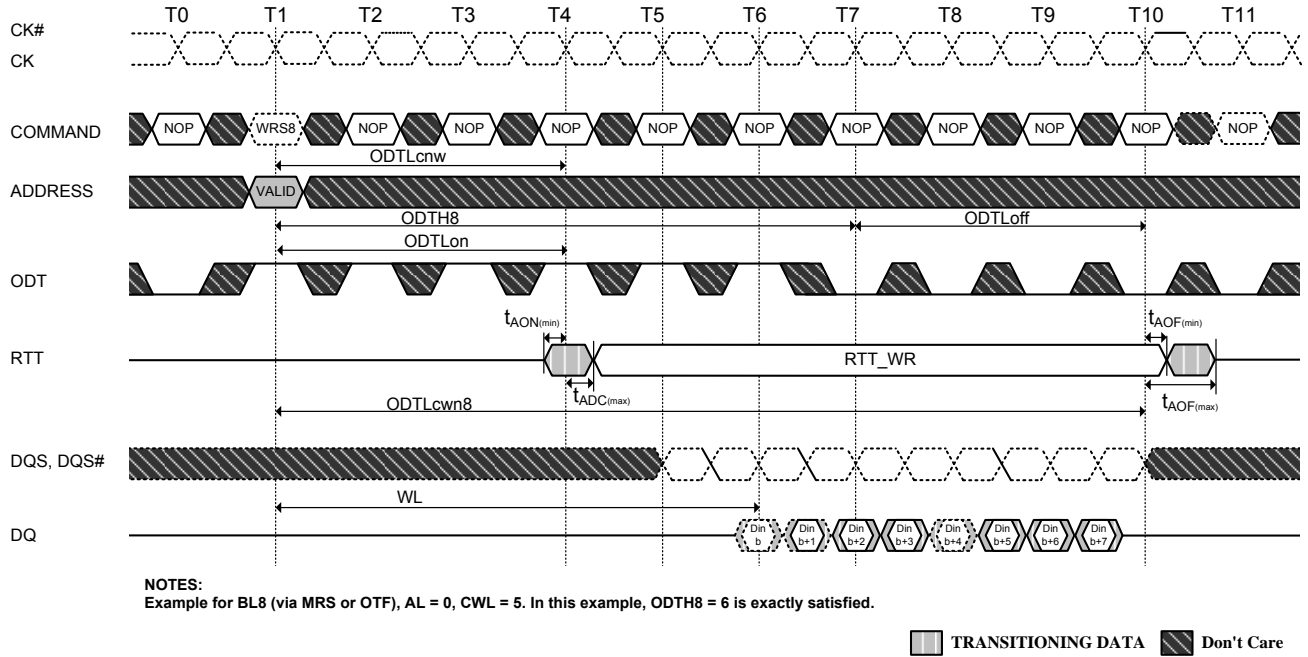 T0 T1 T2 T3 T4 T5 T6 T7 T8 T9 T10 T11
CK#
CK
COMMAND
NOP WRS8 NOP NOP NOP NOP NOP NOP NOP NOP NOP NOP
ODTLcnw
ADDRESS
VALID
ODTH8 ODTLoff
ODTLon
ODT
tAON(min) tAOF(min)
RTT
RTT_WR
tADC(max) tAOF(max)
ODTLcwn8
DQS, DQS#
WL
DQ
Din b Din b+1 Din b+2 Din b+3 Din b+4 Din b+5 Din b+6 Din b+7
NOTES:
Example for BL8 (via MRS or OTF), AL = 0, CWL = 5. In this example, ODTH8 = 6 is exactly satisfied.
TRANSITIONING DATA Don't Care